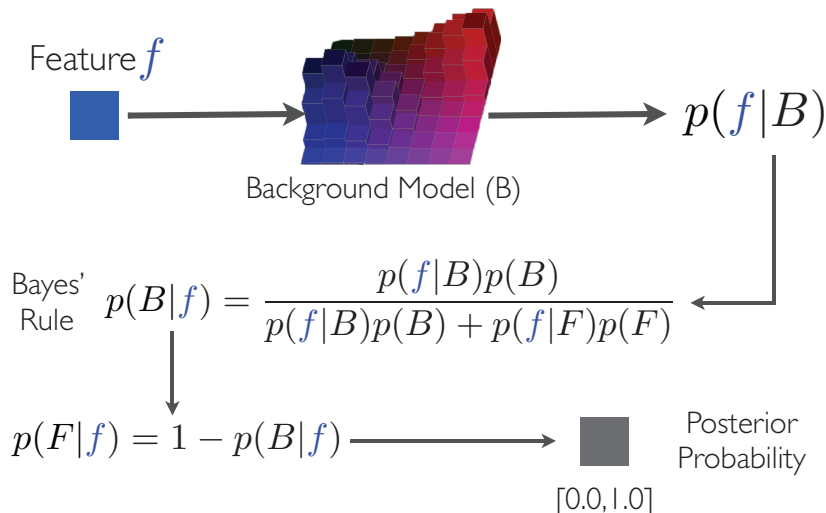 Feature f
p(f|B)
Background Model (B)
Bayes'
Rule
p(B|f) = p(f|B)p(B) / p(f|B)p(B) + p(f|F)p(F)
p(F|f) = 1 − p(B|f)
Posterior
Probability
[0.0,1.0]